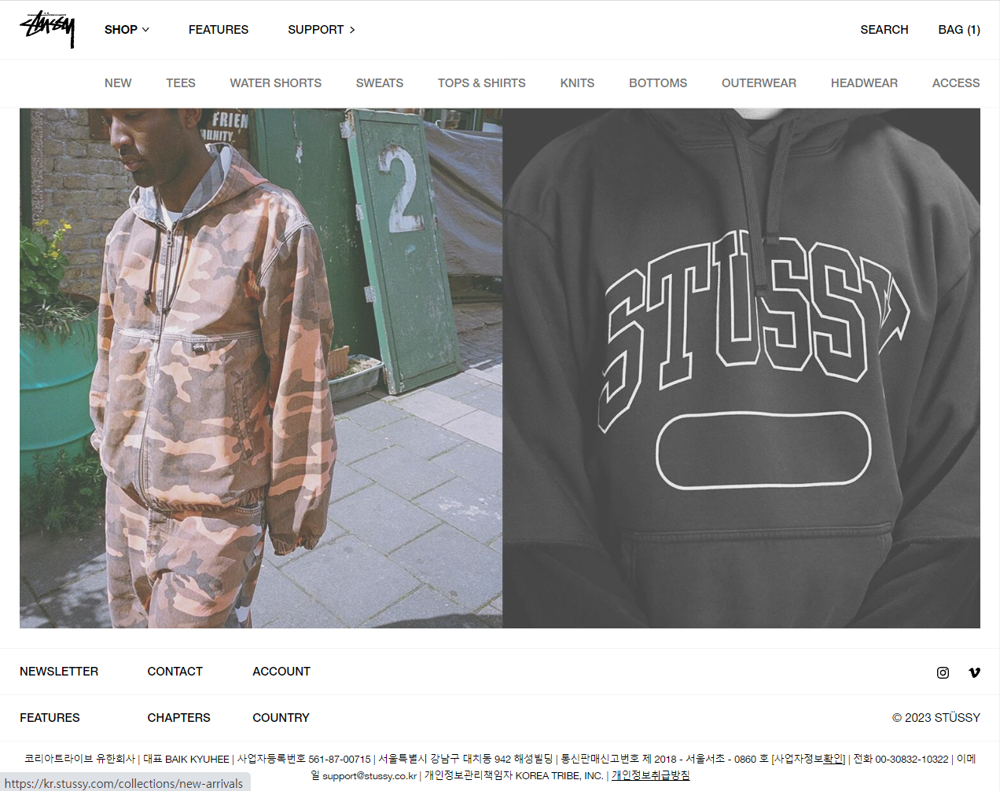 STÜSSY
SHOP FEATURES SUPPORT SEARCH BAG (1)
NEW TEES WATER SHORTS SWEATS TOPS & SHIRTS KNITS BOTTOMS OUTERWEAR HEADWEAR ACCESS
FRIEN
MUNITY
2
STUSSY
NEWSLETTER CONTACT ACCOUNT
FEATURES CHAPTERS COUNTRY © 2023 STÜSSY
코리아트라이브 유한회사 | 대표 BAIK KYUHEE | 사업자등록번호 561-87-00715 | 서울특별시 강남구 대치동 942 해성빌딩 | 통신판매신고번호 제 2018 - 서울서초 - 0860 호 [사업자정보확인] | 전화 00-30832-10322 | 이메
일 support@stussy.co.kr | 개인정보관리책임자 KOREA TRIBE, INC. | 개인정보취급방침
https://kr.stussy.com/collections/new-arrivals